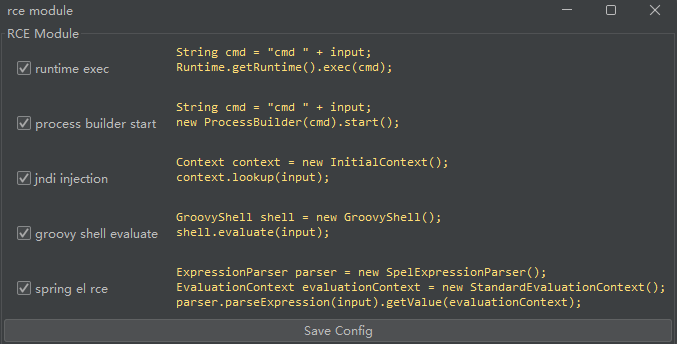 rce module
RCE Module
runtime exec
String cmd = "cmd " + input;
Runtime.getRuntime().exec(cmd);
process builder start
String cmd = "cmd " + input;
new ProcessBuilder(cmd).start();
jndi injection
Context context = new InitialContext();
context.lookup(input);
groovy shell evaluate
GroovyShell shell = new GroovyShell();
shell.evaluate(input);
spring el rce
ExpressionParser parser = new SpelExpressionParser();
EvaluationContext evaluationContext = new StandardEvaluationContext();
parser.parseExpression(input).getValue(evaluationContext);
Save Config